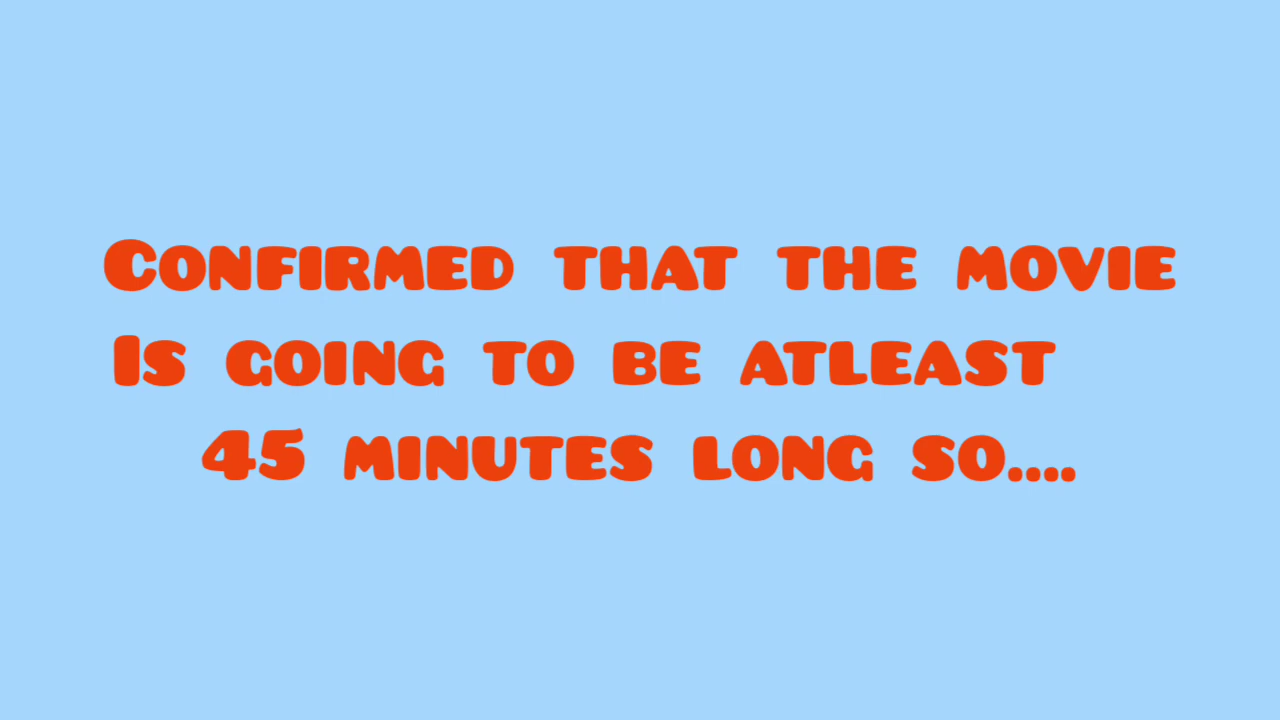 Confirmed that the movie
Is going to be atleast
45 minutes long so....